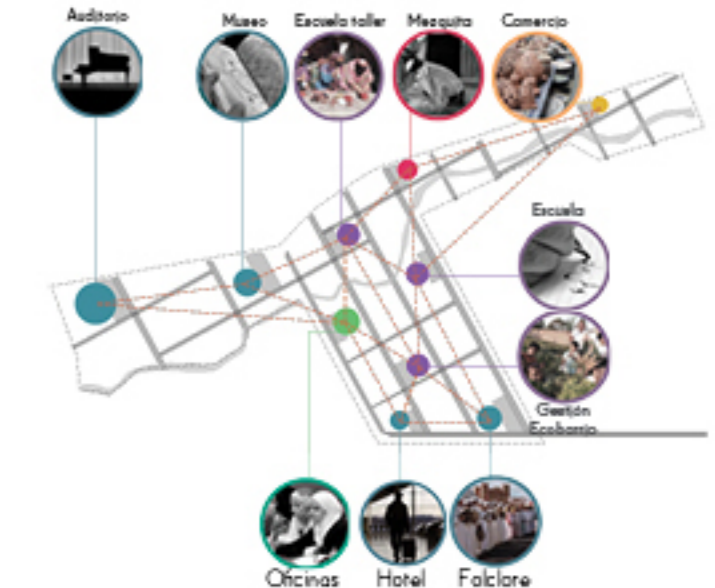 Auditorio
Museo
Escuela taller
Mezquita
Comercio
Escuela
Gestión
Ecobarrio
Oficinas
Hotel
Folclore